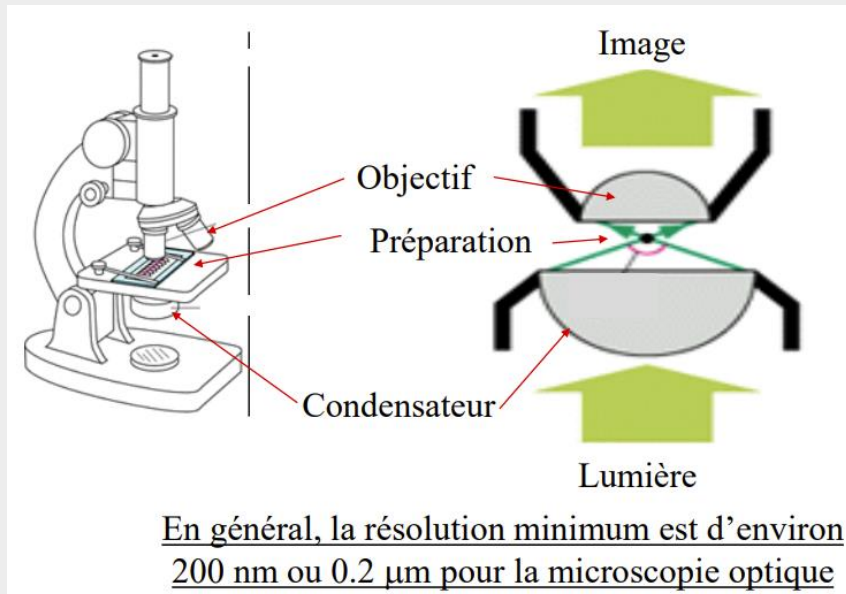 Image
Objectif
Préparation
Condensateur
Lumière
En général, la résolution minimum est d’environ
200 nm ou 0.2 μm pour la microscopie optique